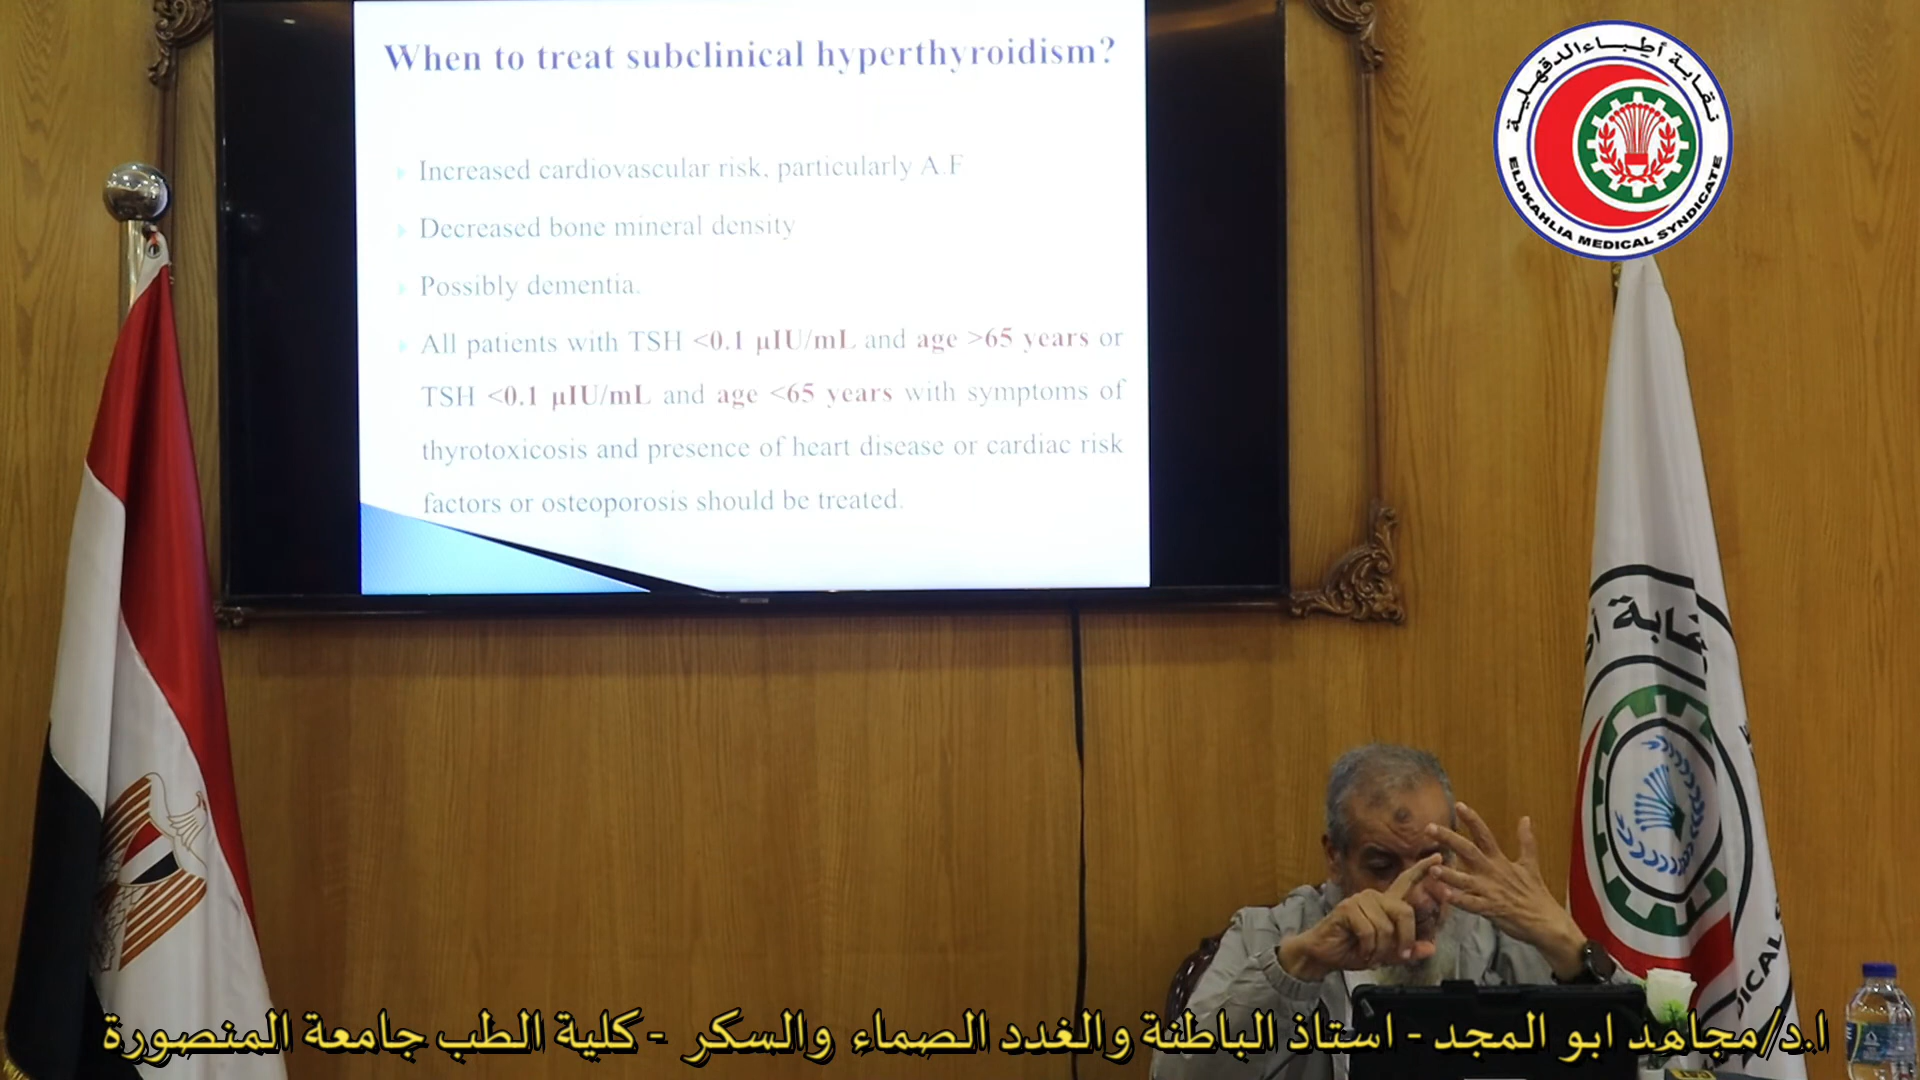 When to treat subclinical hyperthyroidism?
Increased cardiovascular risk, particularly A.F
Decreased bone mineral density
Possibly dementia.
All patients with TSH <0.1 µIU/mL and age >65 years or
TSH <0.1 µIU/mL and age <65 years with symptoms of
thyrotoxicosis and presence of heart disease or cardiac risk
factors or osteoporosis should be treated.
نقابة أطباء الدقهلية
ELDKAHLIA MEDICAL SYNDICATE
ا.د/مجاهد ابو المجد - استاذ الباطنة والغدد الصماء والسكر - كلية الطب جامعة المنصورة